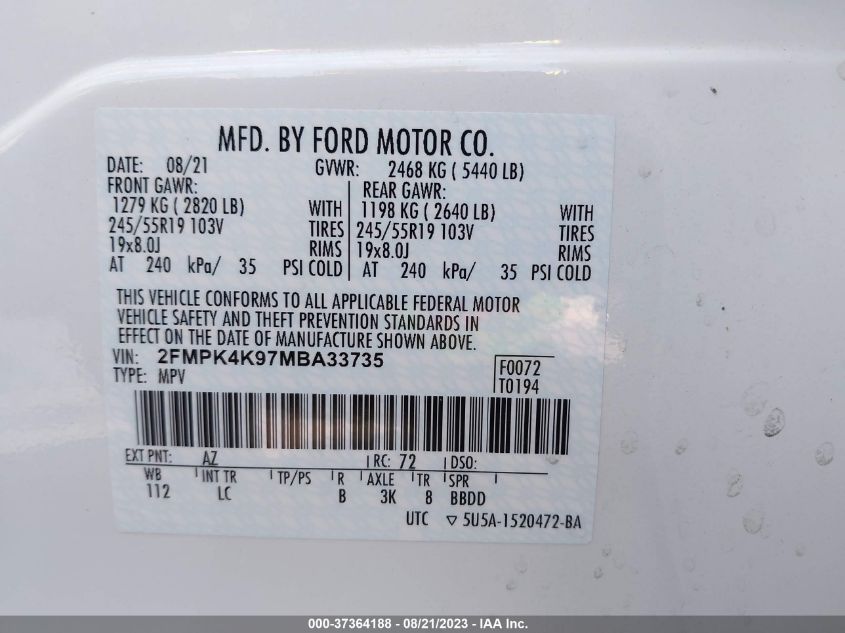 MFD. BY FORD MOTOR CO.
DATE: 08/21 GVWR: 2468 KG ( 5440 LB)
FRONT GAWR: REAR GAWR:
1279 KG ( 2820 LB) WITH 1198 KG ( 2640 LB) WITH
245/55R19 103V TIRES 245/55R19 103V TIRES
19x8.0J RIMS 19x8.0J RIMS
AT 240 kPa/ 35 PSI COLD AT 240 kPa/ 35 PSI COLD
THIS VEHICLE CONFORMS TO ALL APPLICABLE FEDERAL MOTOR
VEHICLE SAFETY AND THEFT PREVENTION STANDARDS IN
EFFECT ON THE DATE OF MANUFACTURE SHOWN ABOVE.
VIN: 2FMPK4K97MBA33735 F0072
TYPE: MPV T0194
EXT PNT: AZ RC: 72 DSO:
WB INT TR TP/PS R AXLE TR SPR
112 LC B 3K 8 BBDD
UTC ▽ 5U5A-1520472-BA
000-37364188 - 08/21/2023 - IAA Inc.